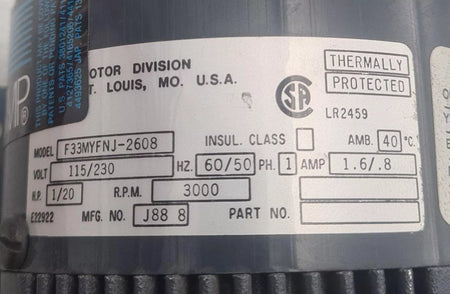 OTOR DIVISION
T. LOUIS, MO. U.S.A.
THERMALLY
PROTECTED
SA
LR2459
MODEL F33MYFNJ-2608 INSUL. CLASS AMB. 40 °C.
VOLT 115/230 HZ. 60/50 PH. 1 AMP 1.6/.8
H.P. 1/20 R.P.M. 3000
E22922 MFG. NO. J88 8 PART NO.